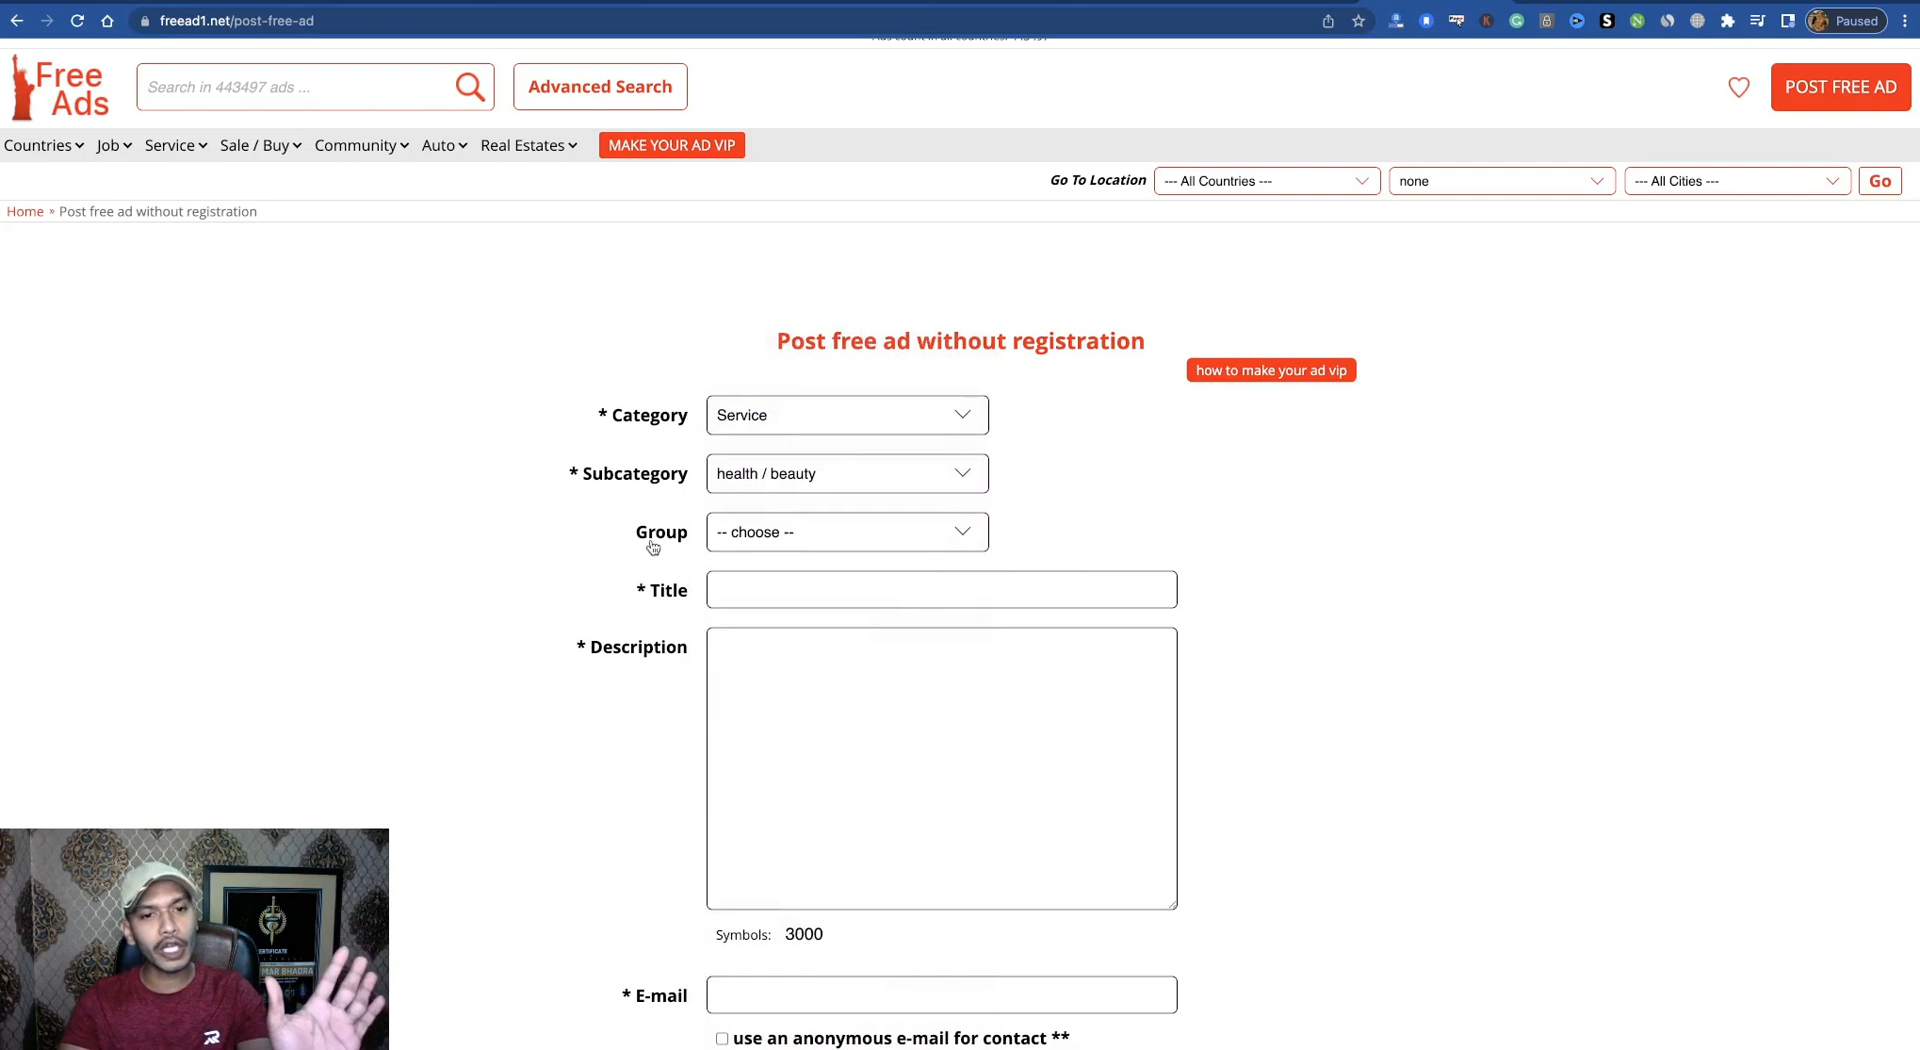 freead1.net/post-free-ad
Paused
Free
Ads
Search in 443497 ads ...
Advanced Search
POST FREE AD
Countries
Job
Service
Sale / Buy
Community
Auto
Real Estates
MAKE YOUR AD VIP
Go To Location
--- All Countries ---
none
--- All Cities ---
Go
Home » Post free ad without registration
Post free ad without registration
how to make your ad vip
* Category
Service
* Subcategory
health / beauty
Group
-- choose --
* Title
* Description
Symbols: 3000
* E-mail
use an anonymous e-mail for contact **
MAR BHADRA